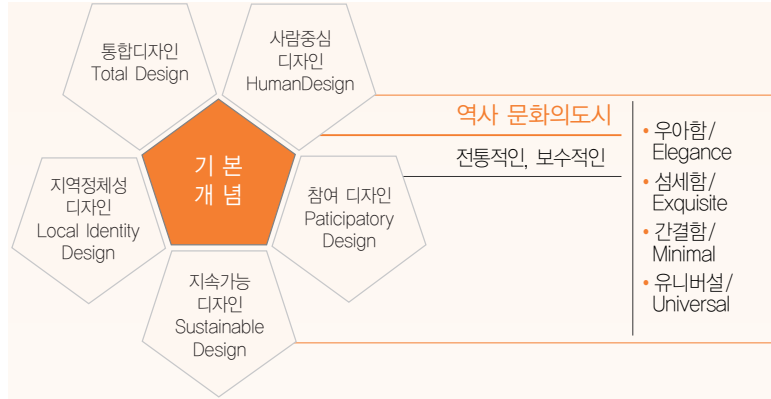 통합디자인
Total Design
사람중심
디자인
HumanDesign
기 본
개 념
지역정체성
디자인
Local Identity
Design
참여 디자인
Paticipatory
Design
지속가능
디자인
Sustainable
Design
역사 문화의도시
전통적인, 보수적인
• 우아함/
Elegance
• 섬세함/
Exquisite
• 간결함/
Minimal
• 유니버설/
Universal